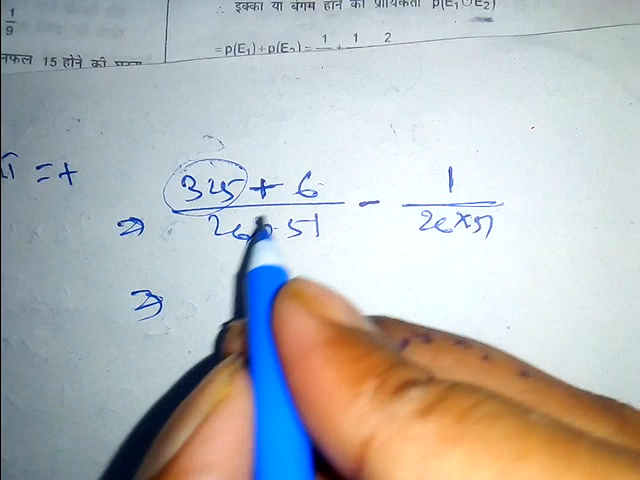 1/9
इक्का या बेगम होने की प्रायिकता P(E₁∪E₂)
= P(E₁) + P(E₂) = 1 + 1 2
15 होने की
= +
⇒ (325 + 6)/(26 × 51) - 1/(26×51)
⇒